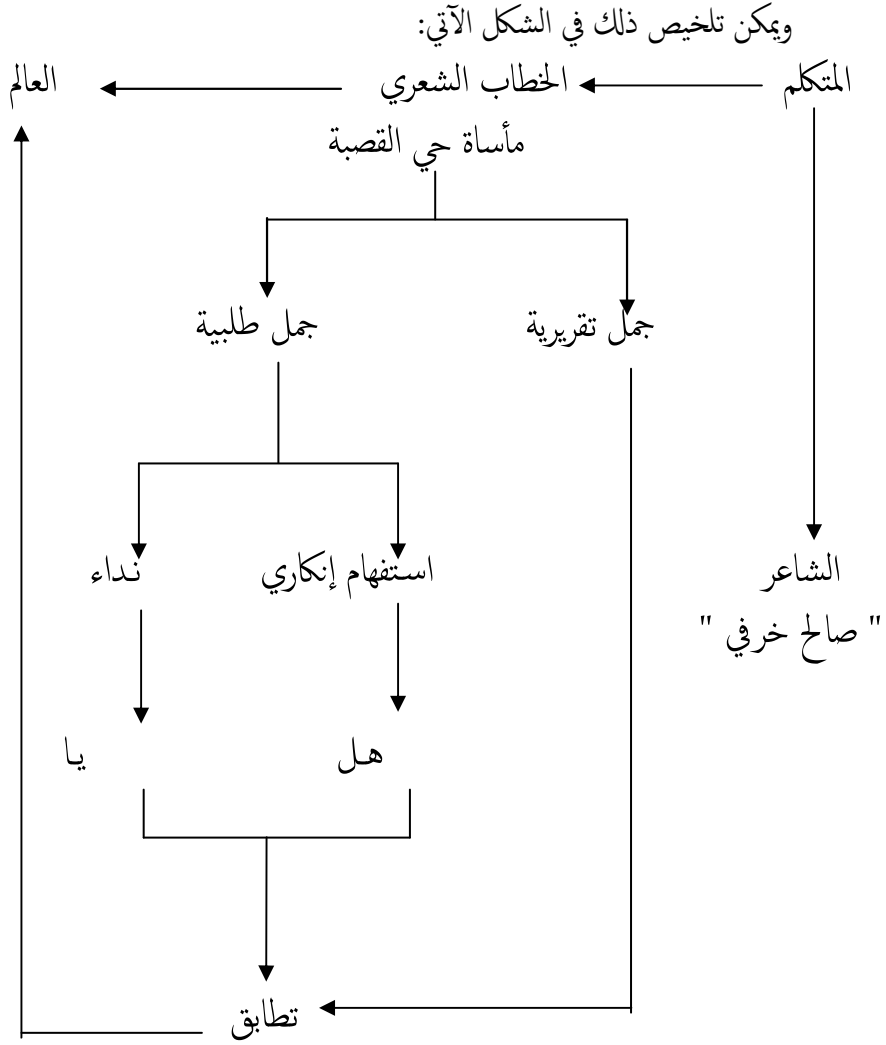 ويمكن تلخيص ذلك في الشكل الآتي:
المتكلم الخطاب الشعري العالم
مأساة حي القصبة
جمل تقريرية جمل طلبية
الشاعر استفهام إنكاري نداء
" صالح خرفي "
هل يا
تطابق